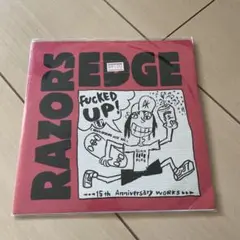 RAZORS
EDGE
FUCKED
UP!
15th Anniversary WORKS